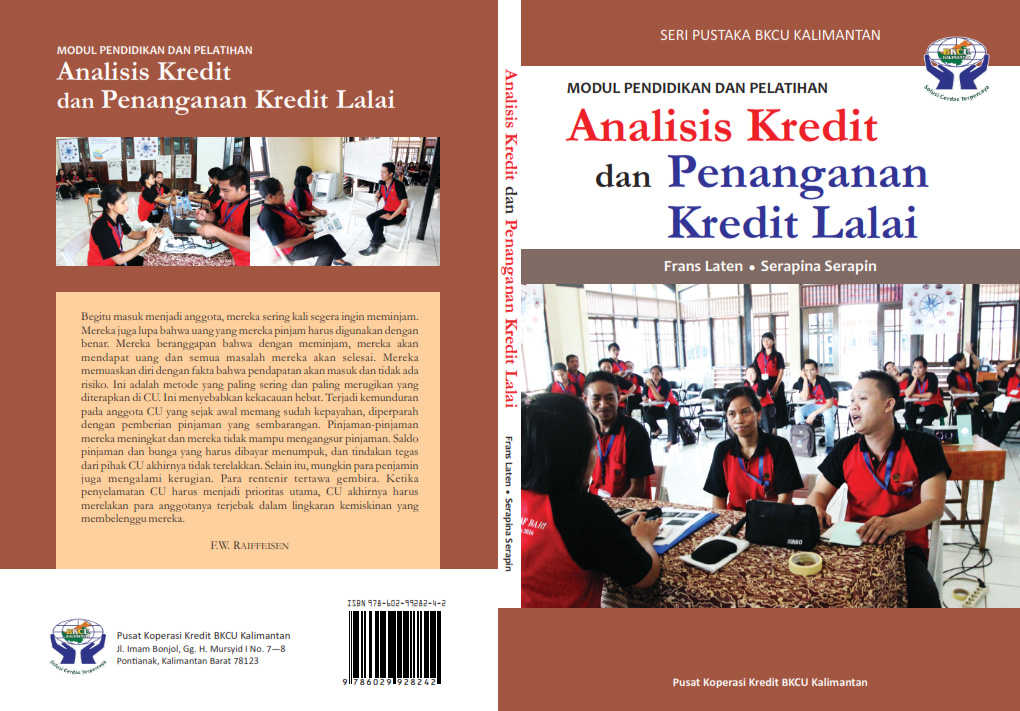 MODUL PENDIDIKAN DAN PELATIHAN
Analisis Kredit
dan Penanganan Kredit Lalai
Begitu masuk menjadi anggota, mereka sering kali segera ingin meminjam.
Mereka juga lupa bahwa uang yang mereka pinjam harus digunakan dengan
benar. Mereka beranggapan bahwa dengan meminjam, mereka akan
mendapat uang dan semua masalah mereka akan selesai. Mereka
memuaskan diri dengan fakta bahwa pendapatan akan masuk dan tidak ada
risiko. Ini adalah metode yang paling sering dan paling merugikan yang
diterapkan di CU. Ini menyebabkan kekacauan hebat. Terjadi kemunduran
pada anggota CU yang sejak awal memang sudah kepayahan, diperparah
dengan pemberian pinjaman yang sembarangan. Pinjaman-pinjaman
mereka meningkat dan mereka tidak mampu mengangsur pinjaman. Saldo
pinjaman dan bunga yang harus dibayar menumpuk, dan tindakan tegas
dari pihak CU akhirnya tidak terelakkan. Selain itu, mungkin para penjamin
juga mengalami kerugian. Para rentenir tertawa gembira. Ketika
penyelamatan CU harus menjadi prioritas utama, CU akhirnya harus
merelakan para anggotanya terjebak dalam lingkaran kemiskinan yang
membelenggu mereka.
F.W. RAIFFEISEN
BKCU
KALIMANTAN
Solusi Cerdas Terpercaya
Pusat Koperasi Kredit BKCU Kalimantan
Jl. Imam Bonjol, Gg. H. Mursyid I No. 7—8
Pontianak, Kalimantan Barat 78123
ISBN 978-602-99282-4-2
9 786029 928242
Analisis Kredit dan Penanganan Kredit Lalai
Frans Laten • Serapina Serapin
SERI PUSTAKA BKCU KALIMANTAN
BKCU
KALIMANTAN
Solusi Cerdas Terpercaya
MODUL PENDIDIKAN DAN PELATIHAN
Analisis Kredit
dan Penanganan
Kredit Lalai
Frans Laten • Serapina Serapin
Pusat Koperasi Kredit BKCU Kalimantan